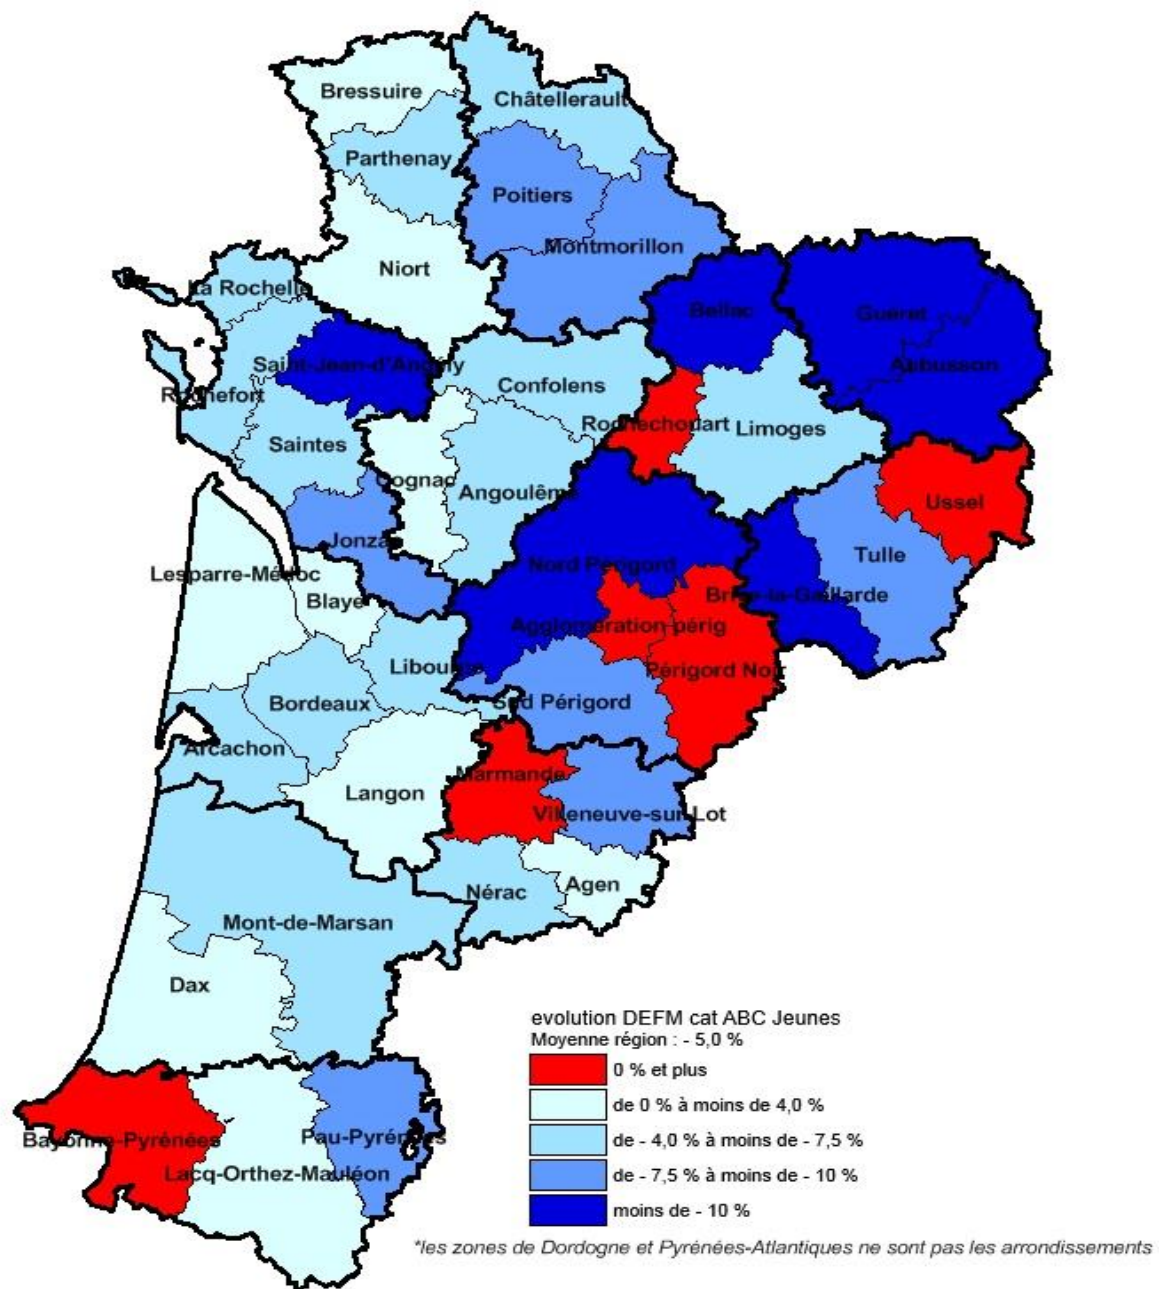 Bressuire
Châtellerault
Parthenay
Poitiers
Montmorillon
Niort
La Rochelle
Bellac
Guéret
Aubusson
Saint-Jean-d'Angély
Confolens
Rochefort
Rochechouart
Limoges
Saintes
Cognac
Angoulême
Ussel
Jonzac
Tulle
Nord Périgord
Lesparre-Médoc
Blaye
Brive-la-Gaillarde
Agglomération-périg
Libourne
Périgord Noir
Bordeaux
Sud Périgord
Arcachon
Marmande
Langon
Villeneuve-sur-Lot
Agen
Nérac
Mont-de-Marsan
Dax
Bayonne-Pyrénées
Pau-Pyrénées
Lacq-Orthez-Mauléon
evolution DEFM cat ABC Jeunes
Moyenne région : - 5,0 %
0 % et plus
de 0 % à moins de 4,0 %
de - 4,0 % à moins de - 7,5 %
de - 7,5 % à moins de - 10 %
moins de - 10 %
*les zones de Dordogne et Pyrénées-Atlantiques ne sont pas les arrondissements